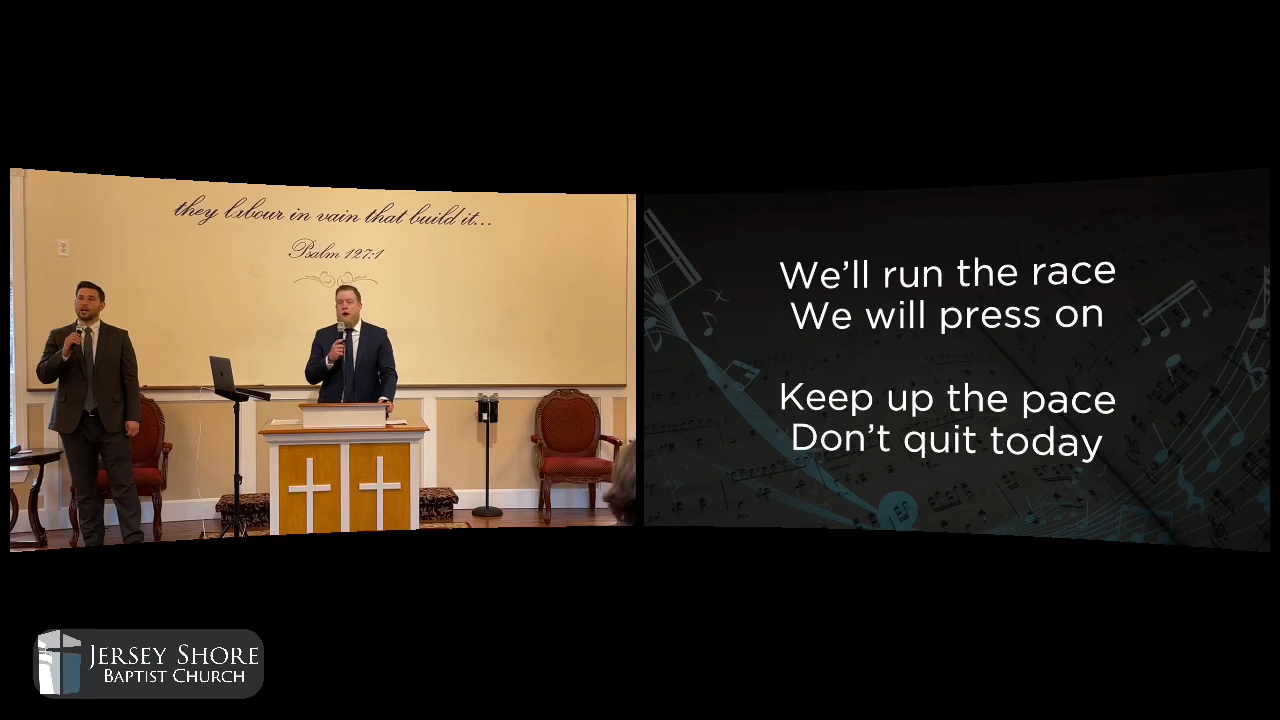 they labour in vain that build it...
Psalm 127:1
We'll run the race
We will press on
Keep up the pace
Don't quit today
JERSEY SHORE
BAPTIST CHURCH